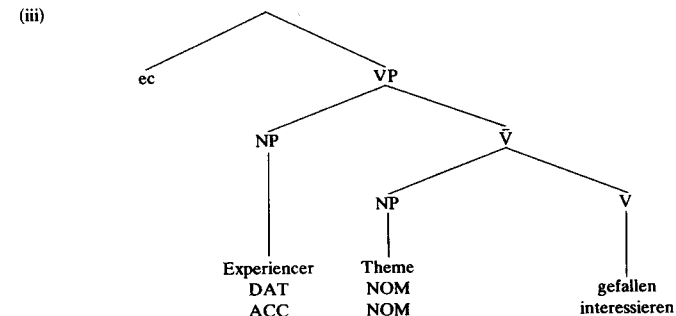 (iii)
ec VP
NP V̄
NP V
Experiencer Theme
DAT NOM gefallen
ACC NOM interessieren